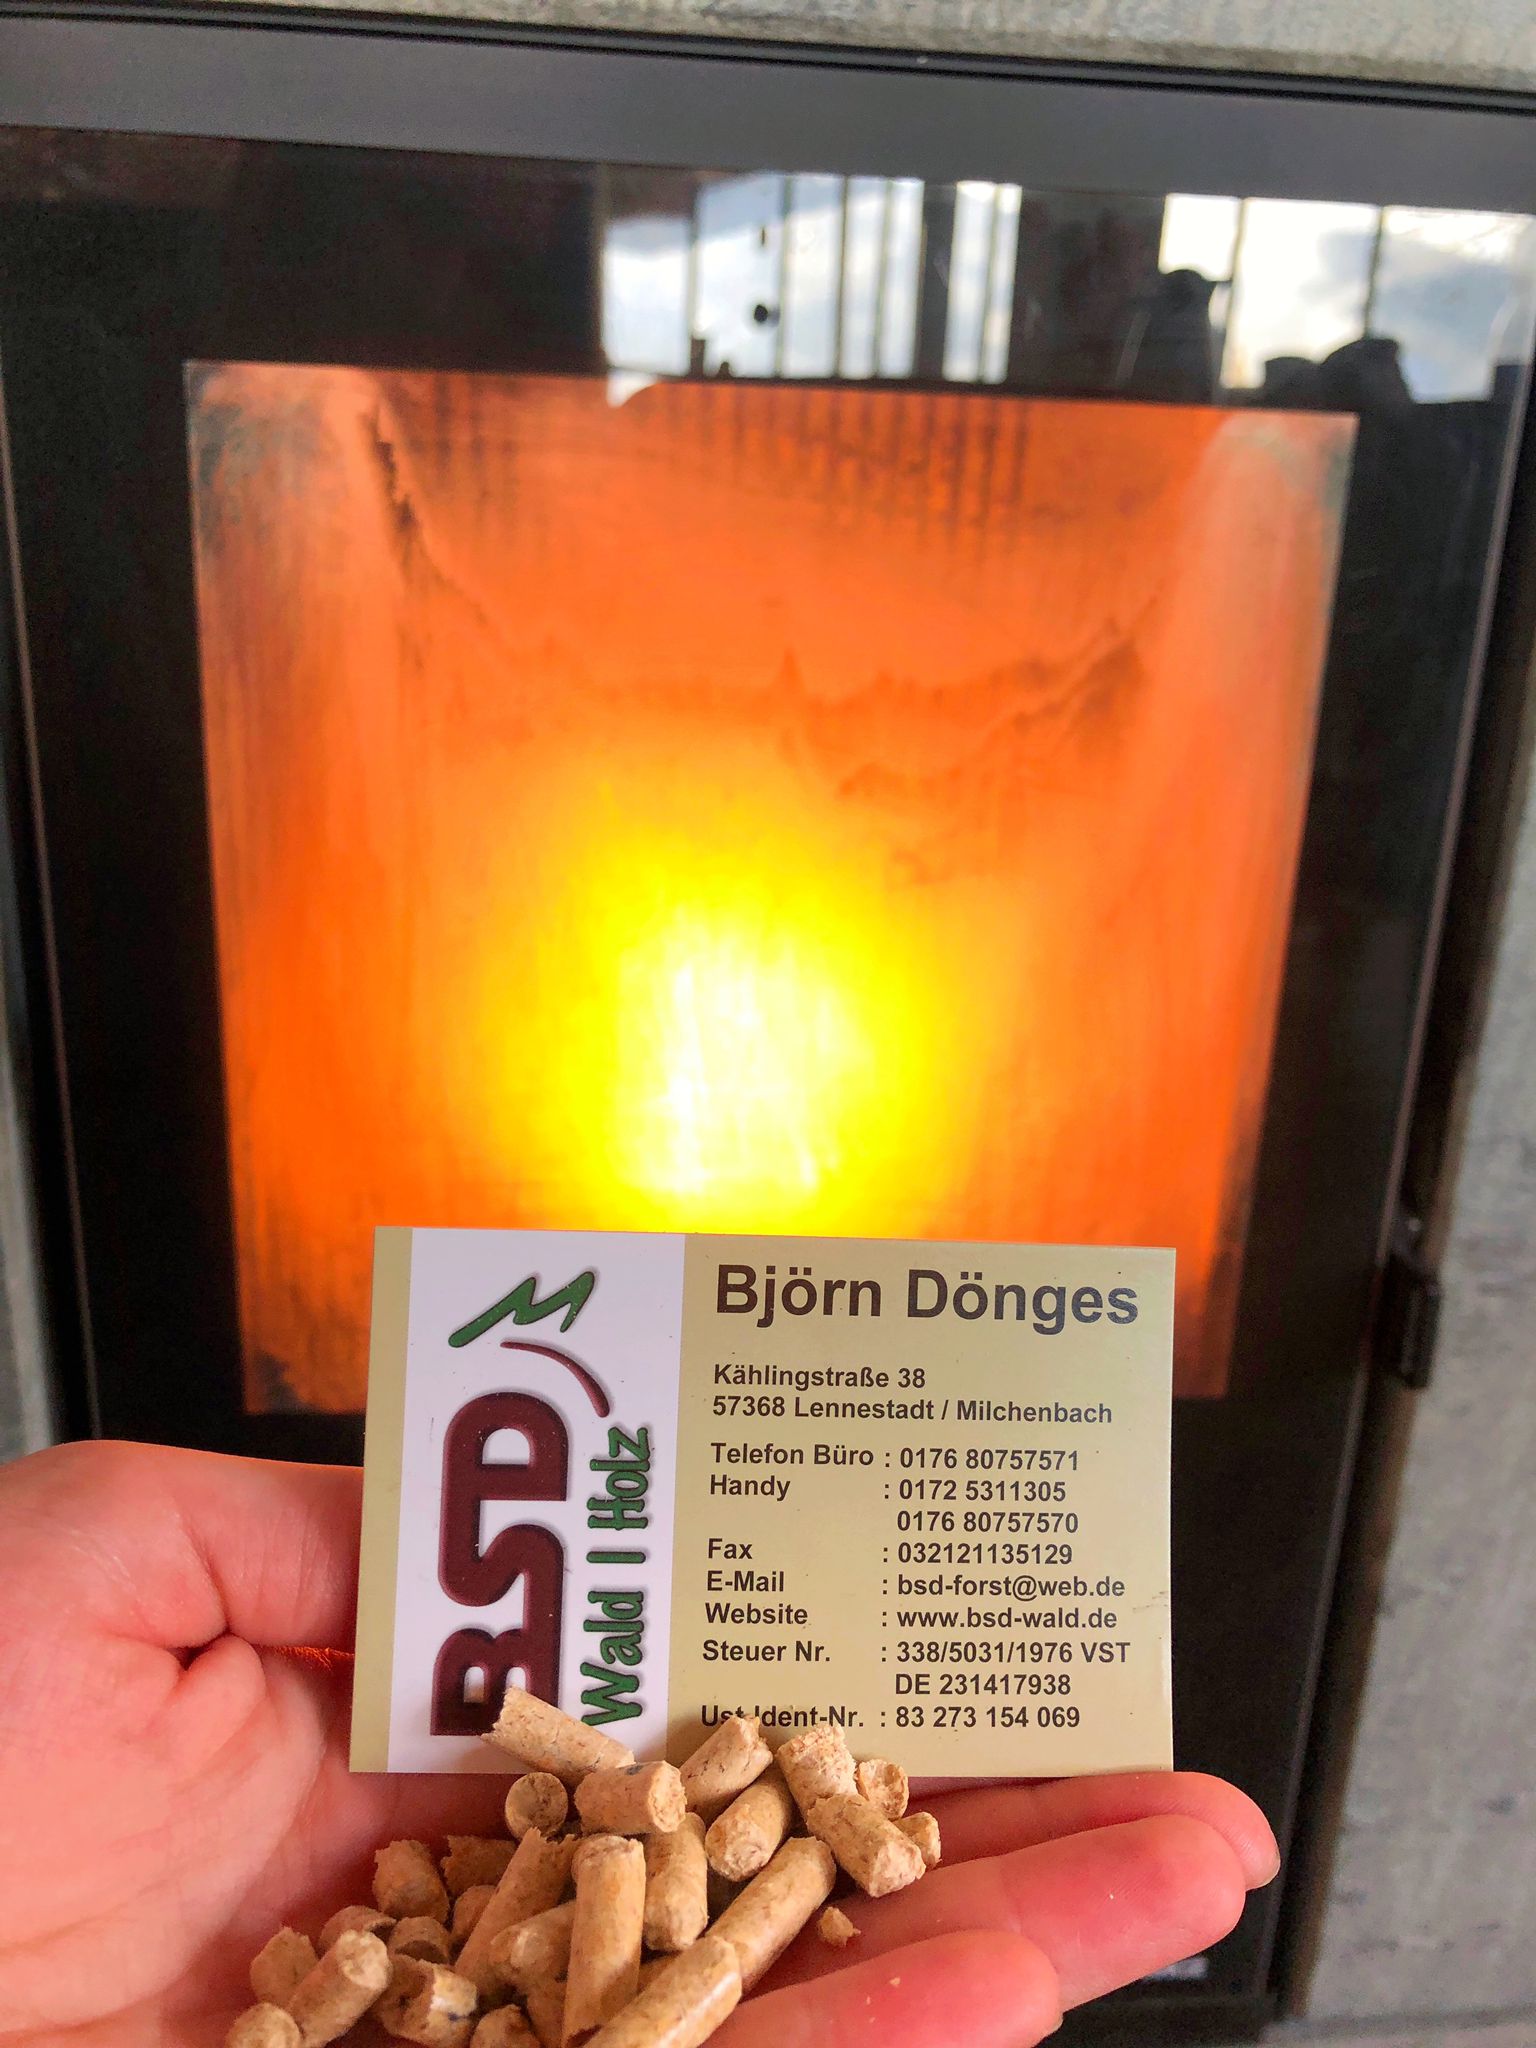 BSD
Wald I Holz
Björn Dönges
Kählingstraße 38
57368 Lennestadt / Milchenbach
Telefon Büro : 0176 80757571
Handy : 0172 5311305
0176 80757570
Fax : 032121135129
E-Mail : bsd-forst@web.de
Website : www.bsd-wald.de
Steuer Nr. : 338/5031/1976 VST
DE 231417938
Ust Ident-Nr. : 83 273 154 069